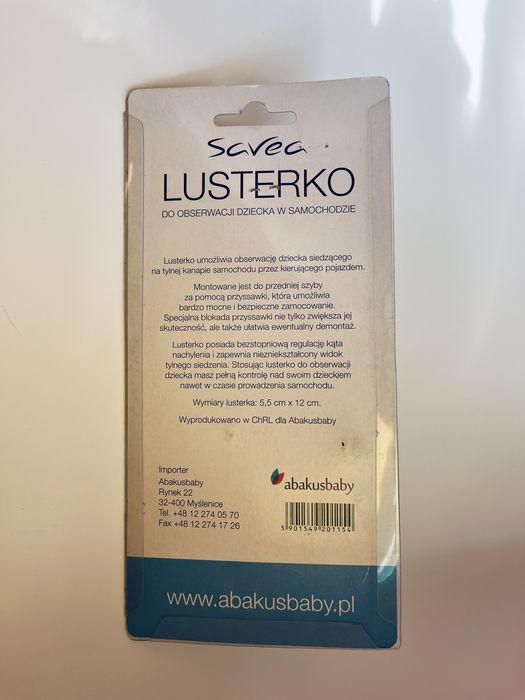 Savea
LUSTERKO
DO OBSERWACJI DZIECKA W SAMOCHODZIE
Lusterko umożliwia obserwację dziecka siedzącego
na tylnej kanapie samochodu przez kierującego pojazdem.
Montowane jest do przedniej szyby
za pomocą przyssawki, która umożliwia
bardzo mocne i bezpieczne zamocowanie.
Specjalna blokada przyssawki nie tylko zwiększa jej
skuteczność, ale także ułatwia ewentualny demontaż.
Lusterko posiada bezstopniową regulację kąta
nachylenia i zapewnia niezniekształcony widok
tylnego siedzenia. Stosując lusterko do obserwacji
dziecka masz pełną kontrolę nad swoim dzieckiem
nawet w czasie prowadzenia samochodu.
Wymiary lusterka: 5,5 cm x 12 cm.
Wyprodukowano w ChRL dla Abakusbaby
Importer
Abakusbaby
Rynek 22
32-400 Myślenice
Tel. +48 12 274 05 70
Fax +48 12 274 17 26
abakusbaby
5 901549 201154
www.abakusbaby.pl